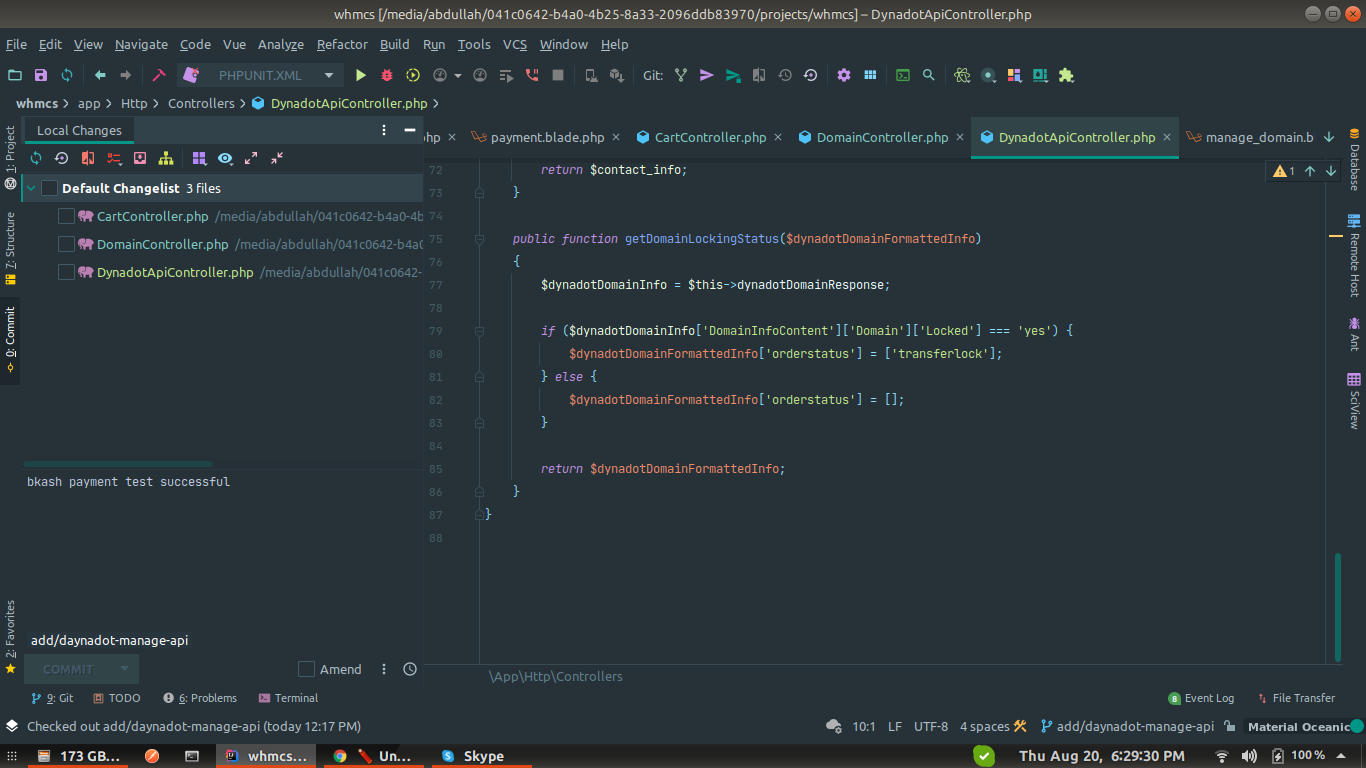 whmcs [/media/abdullah/041c0642-b4a0-4b25-8a33-2096ddb83970/projects/whmcs] – DynadotApiController.php
File Edit View Navigate Code Vue Analyze Refactor Build Run Tools VCS Window Help
PHPUNIT.XML Git:
whmcs app Http Controllers DynadotApiController.php
Local Changes
hp payment.blade.php CartController.php DomainController.php DynadotApiController.php manage_domain.b
Default Changelist 3 files
CartController.php /media/abdullah/041c0642-b4a0-4b
DomainController.php /media/abdullah/041c0642-b4a0
DynadotApiController.php /media/abdullah/041c0642-
1: Project
7: Structure
0: Commit
2: Favorites
bkash payment test successful
add/daynadot-manage-api
COMMIT Amend
1
72 return $contact_info;
73 }
74
75 public function getDomainLockingStatus($dynadotDomainFormattedInfo)
76 {
77 $dynadotDomainInfo = $this->dynadotDomainResponse;
78
79 if ($dynadotDomainInfo['DomainInfoContent']['Domain']['Locked'] === 'yes') {
80 $dynadotDomainFormattedInfo['orderstatus'] = ['transferlock'];
81 } else {
82 $dynadotDomainFormattedInfo['orderstatus'] = [];
83 }
84
85 return $dynadotDomainFormattedInfo;
86 }
87 }
88
\App\Http\Controllers
Database
Remote Host
Ant
SciView
9: Git TODO 6: Problems Terminal 8 Event Log File Transfer
Checked out add/daynadot-manage-api (today 12:17 PM) 10:1 LF UTF-8 4 spaces add/daynadot-manage-api Material Oceanic
173 GB... whmcs... Un... Skype Thu Aug 20, 6:29:30 PM 100 %